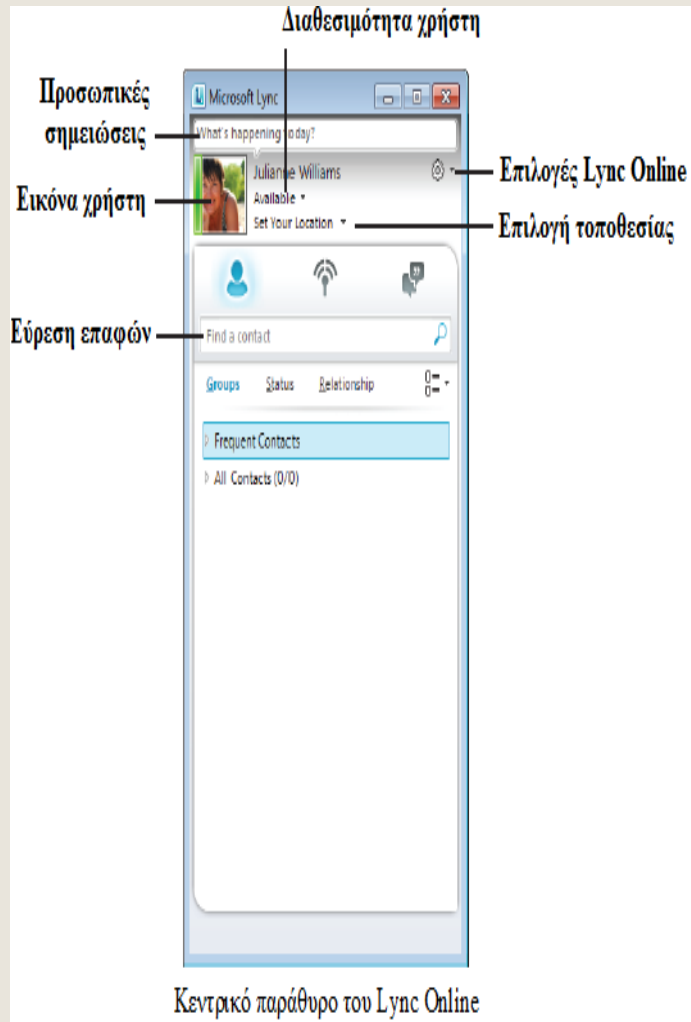 Διαθεσιμότητα χρήστη
Προσωπικές
σημειώσεις
Microsoft Lync
What's happening today?
Εικόνα χρήστη
Julianne Williams
Επιλογές Lync Online
Available
Set Your Location
Επιλογή τοποθεσίας
Εύρεση επαφών
Find a contact
Groups Status Relationship
Frequent Contacts
All Contacts (0/0)
Κεντρικό παράθυρο του Lync Online